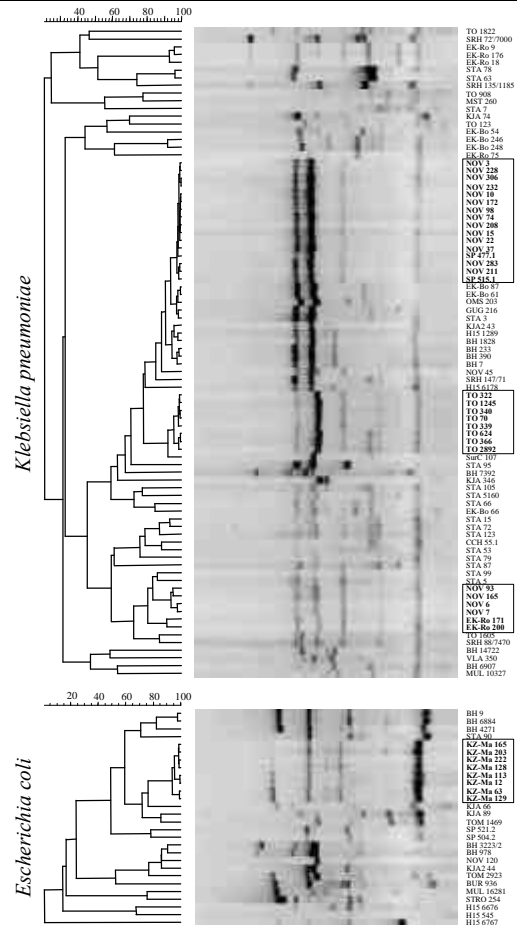 40 60 80 100
TO 1822
SRH 72'/7000
EK-Ro 9
EK-Ro 176
EK-Ro 18
STA 78
STA 63
SRH 135/1185
TO 908
MST 260
STA 7
KJA 74
TO 123
EK-Bo 54
EK-Bo 246
EK-Bo 248
EK-Ro 75
NOV 3
NOV 228
NOV 306
NOV 232
NOV 10
NOV 172
NOV 98
NOV 74
NOV 208
NOV 15
NOV 22
NOV 37
SP 477.1
NOV 283
NOV 211
SP 515.1
EK-Bo 87
EK-Bo 61
OMS 203
GUG 216
STA 3
KJA2 43
H15 1289
BH 1828
BH 233
BH 390
BH 7
NOV 45
SRH 147/71
H15 6178
TO 322
TO 1245
TO 340
TO 70
TO 339
TO 624
TO 366
TO 2892
SurC 107
STA 95
BH 7392
KJA 346
STA 105
STA 5160
STA 66
EK-Bo 66
STA 15
STA 72
STA 123
CCH 55.1
STA 53
STA 79
STA 87
STA 99
STA 5
NOV 93
NOV 165
NOV 6
NOV 7
EK-Ro 171
EK-Ro 200
TO 1605
SRH 88/7470
BH 14722
VLA 350
BH 6907
MUL 10327
Klebsiella pneumoniae
20 40 60 80 100
BH 9
BH 6884
BH 4271
STA 90
KZ-Ma 165
KZ-Ma 203
KZ-Ma 222
KZ-Ma 128
KZ-Ma 113
KZ-Ma 12
KZ-Ma 63
KZ-Ma 129
KJA 66
KJA 89
TOM 1469
SP 521.2
SP 504.2
BH 3223/2
BH 978
NOV 120
KJA2 44
TOM 2923
BUR 936
MUL 16281
STRO 254
H15 6676
H15 545
H15 6767
Escherichia coli